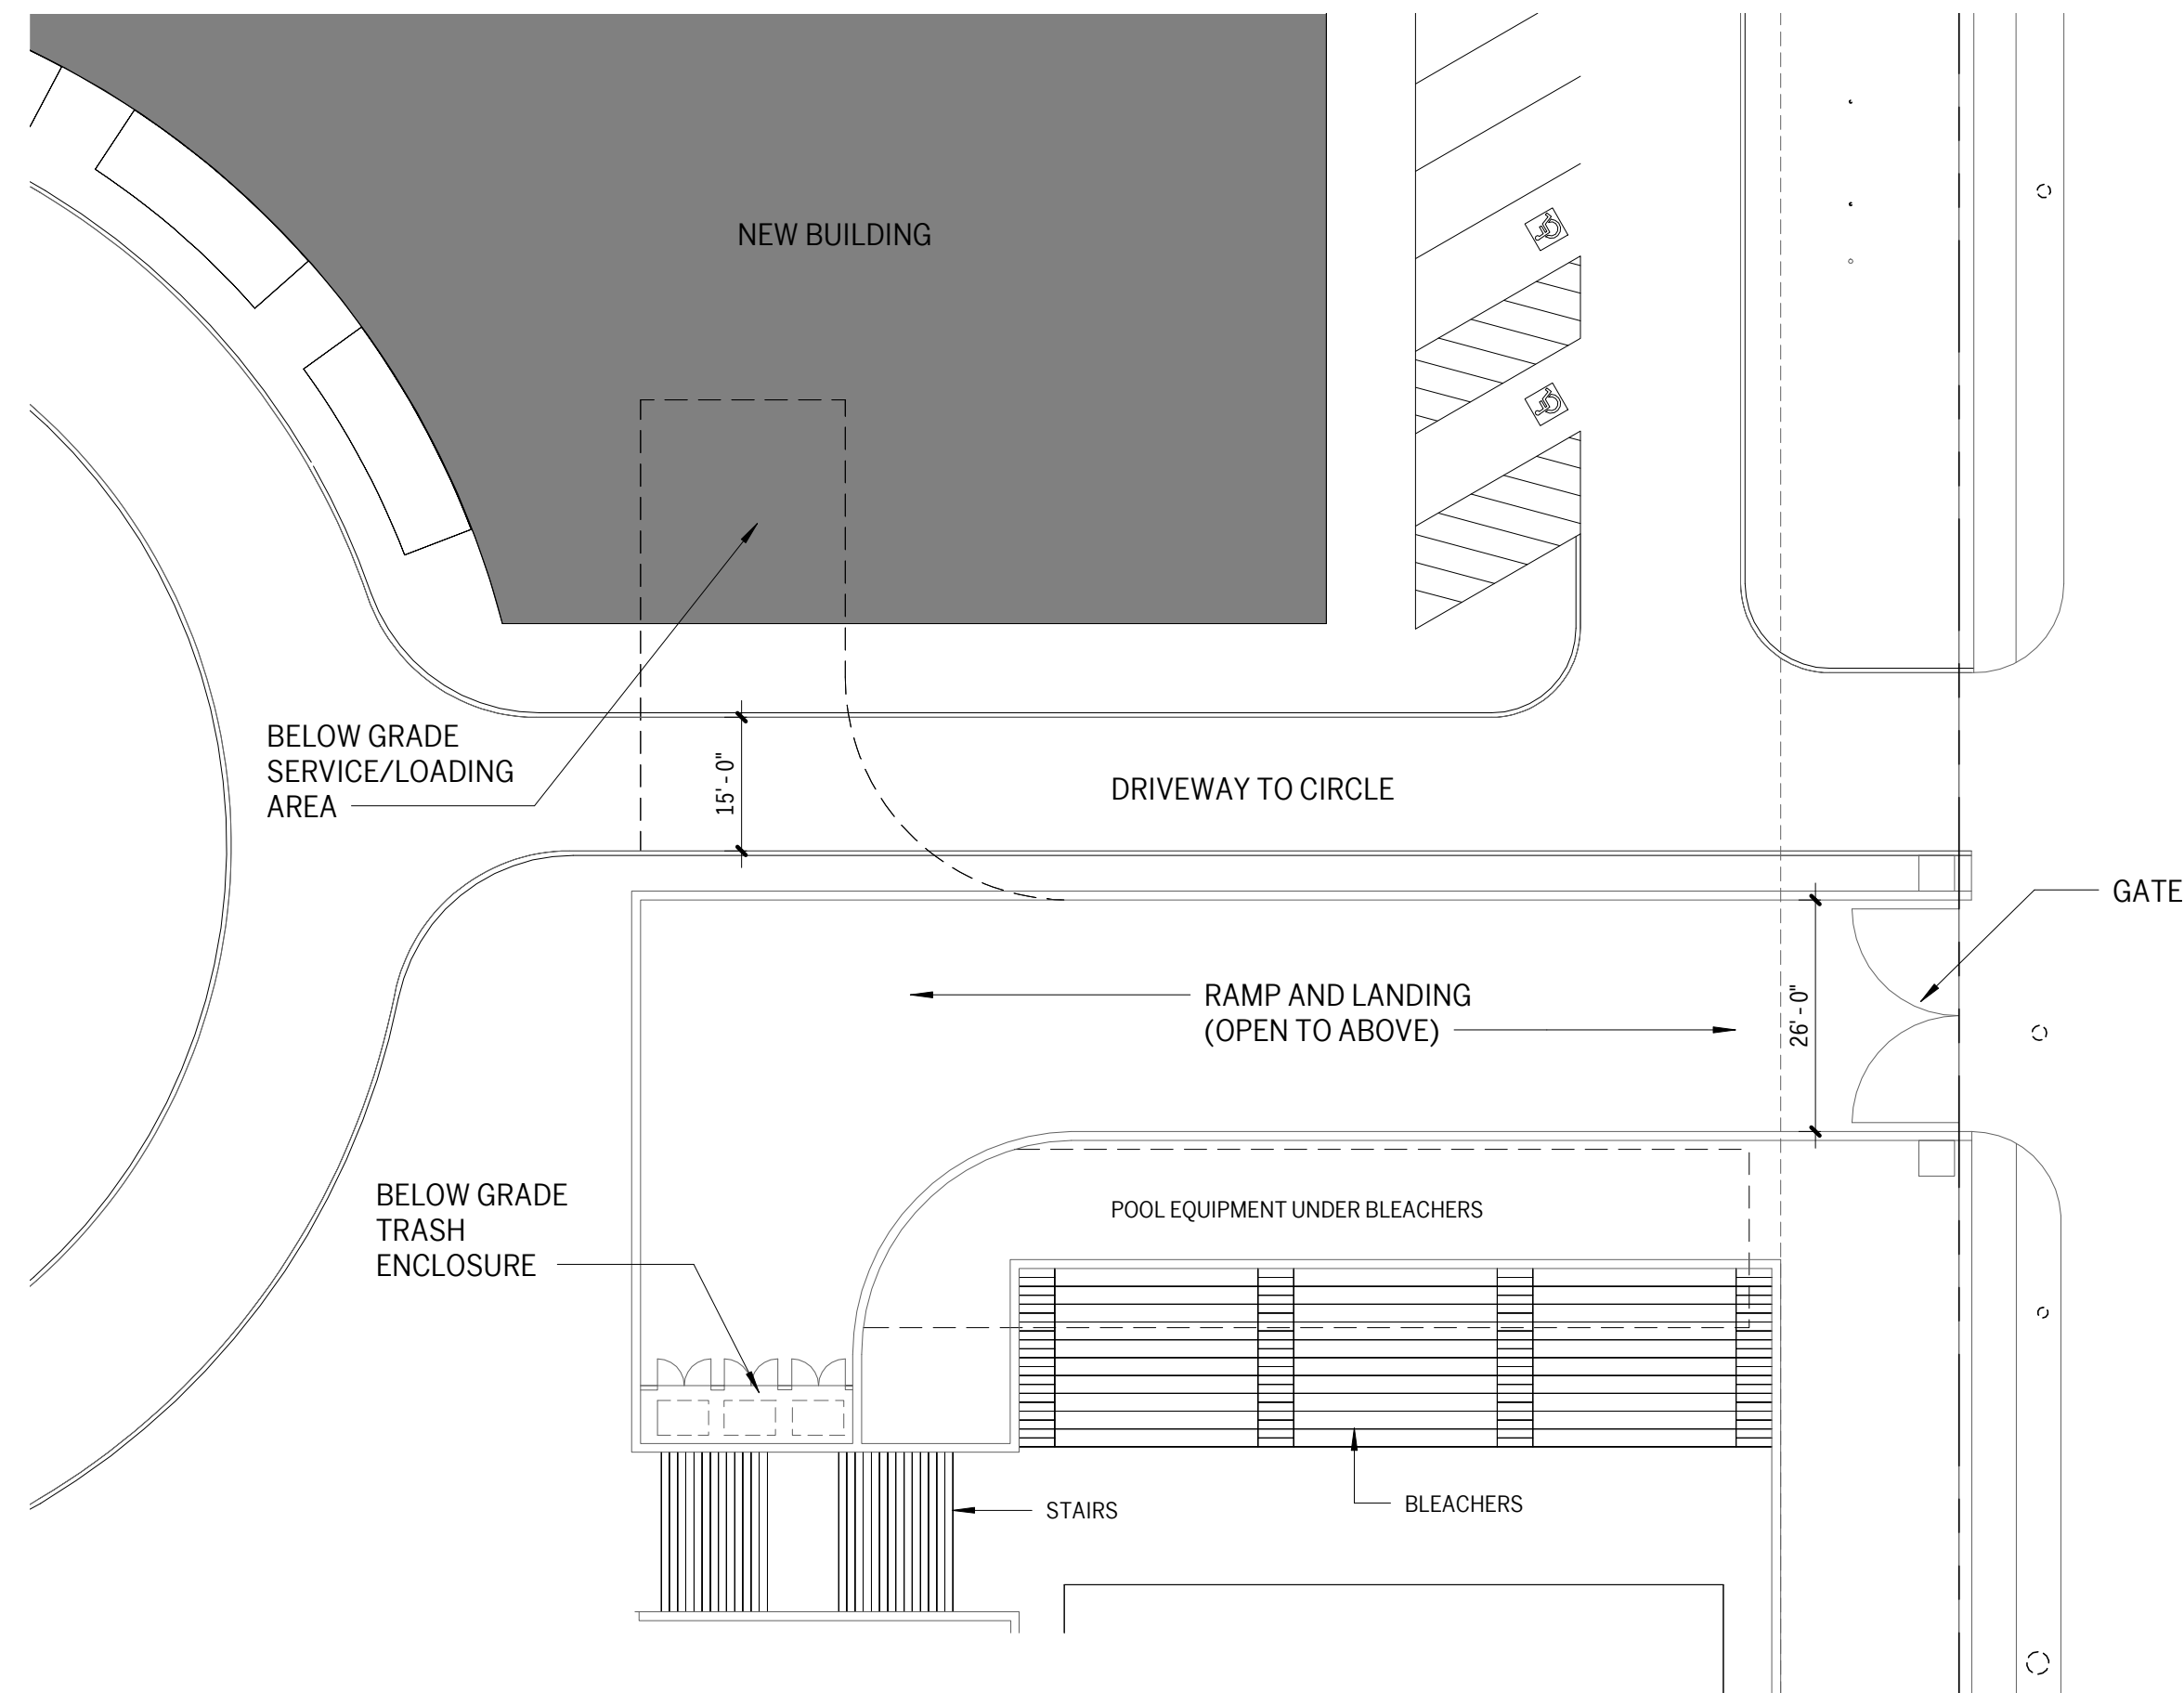 NEW BUILDING
BELOW GRADE
SERVICE/LOADING
AREA
15' - 0"
DRIVEWAY TO CIRCLE
GATE
RAMP AND LANDING
(OPEN TO ABOVE)
26' - 0"
BELOW GRADE
TRASH
ENCLOSURE
POOL EQUIPMENT UNDER BLEACHERS
STAIRS
BLEACHERS